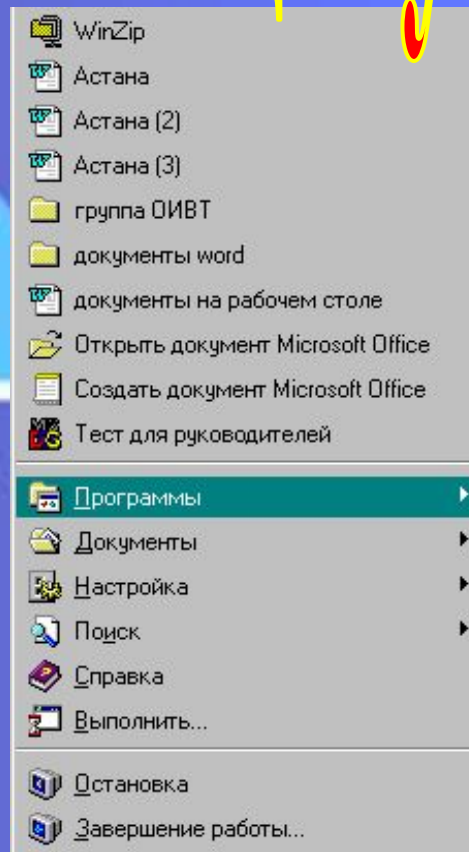 WinZip
Астана
Астана (2)
Астана (3)
группа ОИВТ
документы word
документы на рабочем столе
Открыть документ Microsoft Office
Создать документ Microsoft Office
Тест для руководителей
Программы
Документы
Настройка
Поиск
Справка
Выполнить...
Остановка
Завершение работы...